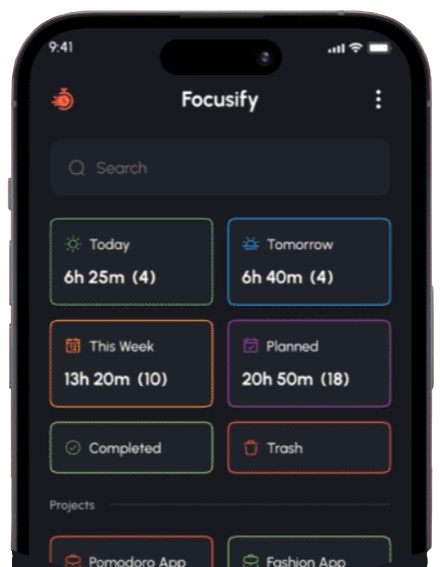 9:41
Focusify
Search
Today
6h 25m (4)
Tomorrow
6h 40m (4)
This Week
13h 20m (10)
Planned
20h 50m (18)
Completed
Trash
Projects
Pomodoro App
Fashion App